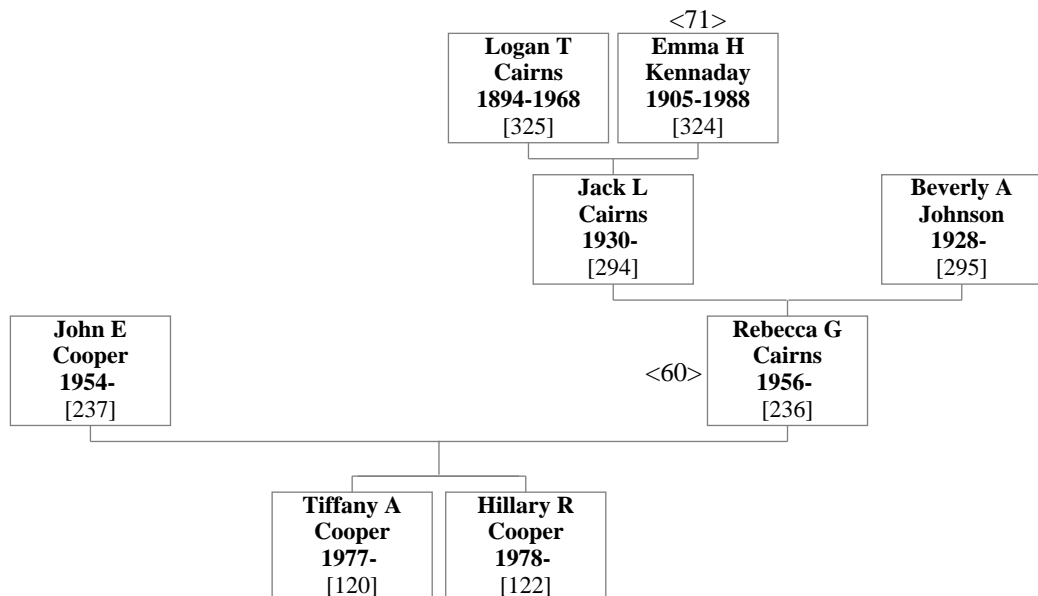 <71>
Logan T
Cairns
1894-1968
[325]
Emma H
Kennaday
1905-1988
[324]
Jack L
Cairns
1930-
[294]
Beverly A
Johnson
1928-
[295]
John E
Cooper
1954-
[237]
<60>
Rebecca G
Cairns
1956-
[236]
Tiffany A
Cooper
1977-
[120]
Hillary R
Cooper
1978-
[122]